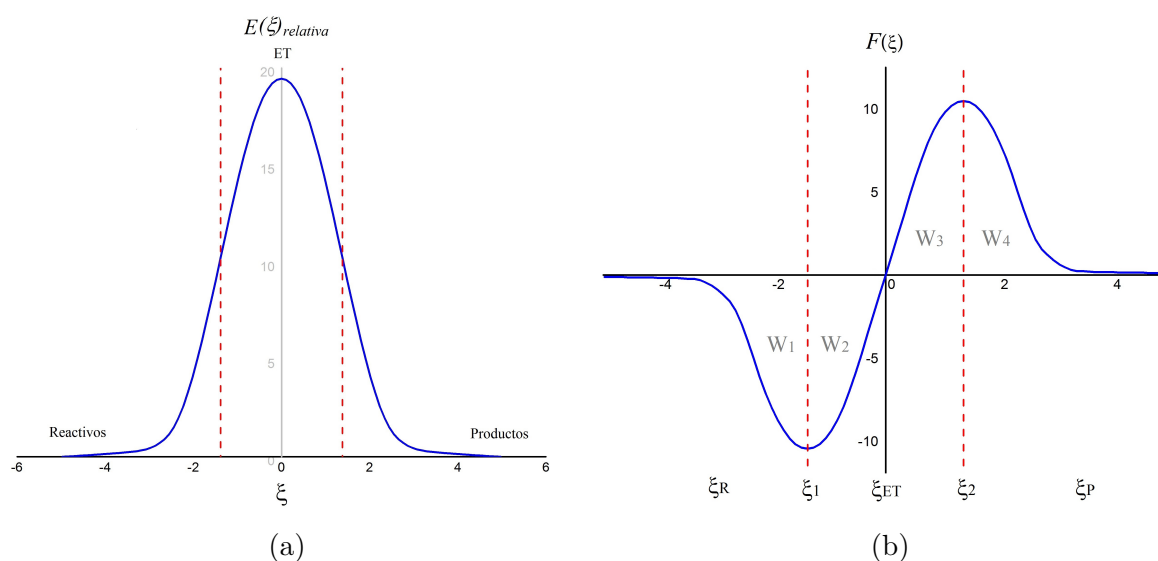 E(ξ)relativa
ET
20
15
10
5
0
Reactivos
Productos
-6 -4 -2 0 2 4 6
ξ
(a)
F(ξ)
10
5
W3 W4
-4 -2 0 2 4
W1 W2
-5
-10
ξR ξ1 ξET ξ2 ξP
(b)